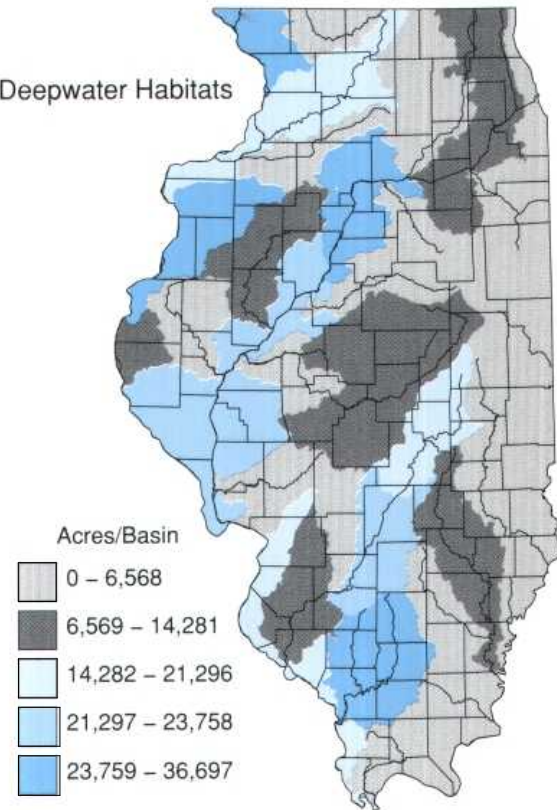 Deepwater Habitats
Acres/Basin
0 – 6,568
6,569 – 14,281
14,282 – 21,296
21,297 – 23,758
23,759 – 36,697